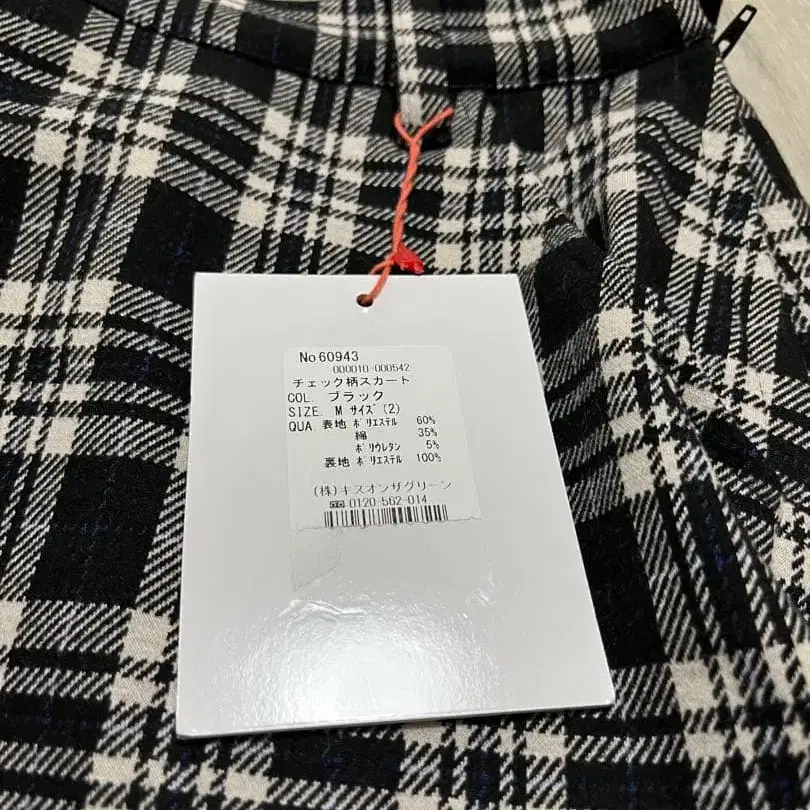 No60943
000010-000542
チェック柄スカート
COL. ブラック
SIZE. M ｻｲｽﾞ(2)
QUA. 表地 ﾎﾟﾘｴｽﾃﾙ 60%
綿 35%
ﾎﾟﾘｳﾚﾀﾝ 5%
裏地 ﾎﾟﾘｴｽﾃﾙ 100%
(株)キスオンザグリーン
☎ 0120-562-014